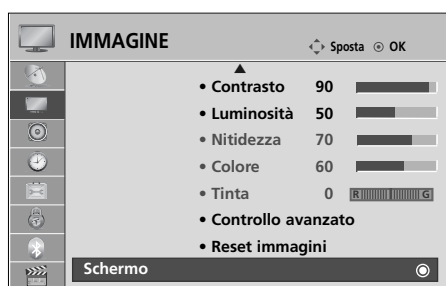 IMMAGINE Sposta OK
• Contrasto 90
• Luminosità 50
• Nitidezza 70
• Colore 60
• Tinta 0 R G
• Controllo avanzato
• Reset immagini
Schermo